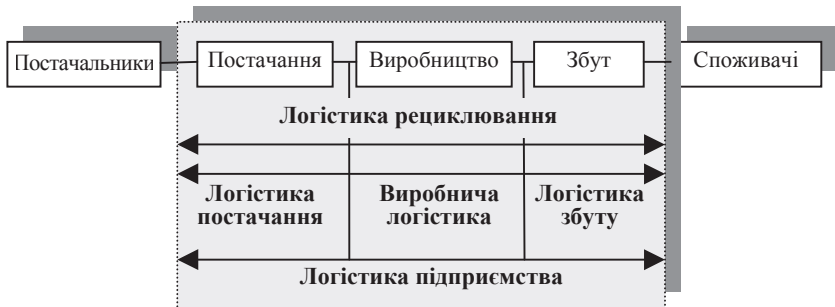 Постачальники Постачання Виробництво Збут Споживачі
Логістика рециклювання
Логістика постачання
Виробнича логістика
Логістика збуту
Логістика підприємства